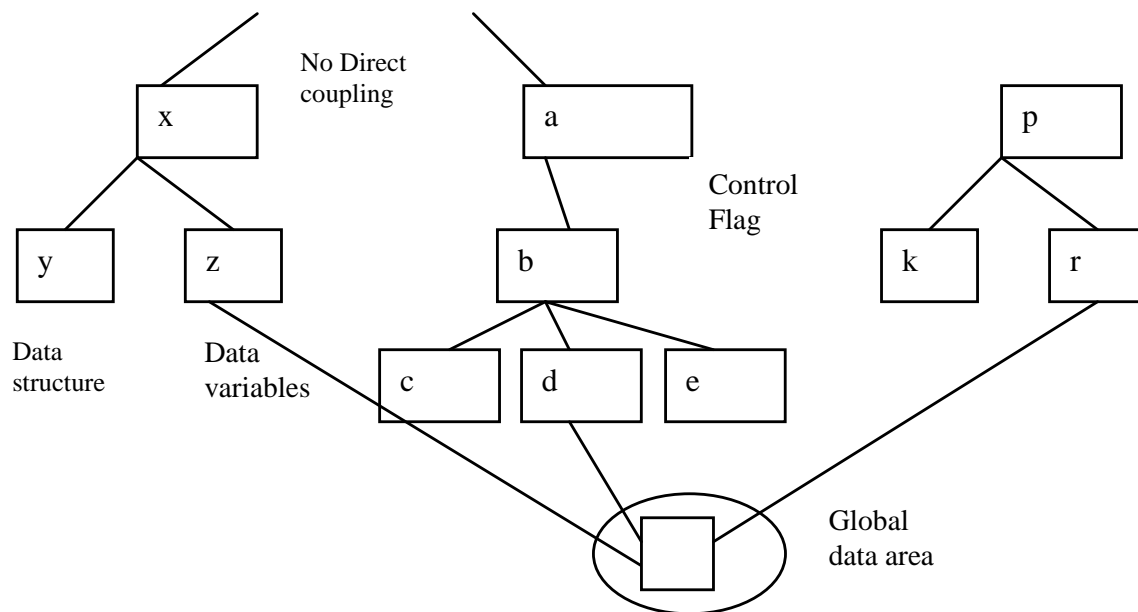 No Direct
coupling
x
a
p
Control
Flag
y
z
b
k
r
Data
structure
Data
variables
c
d
e
Global
data area